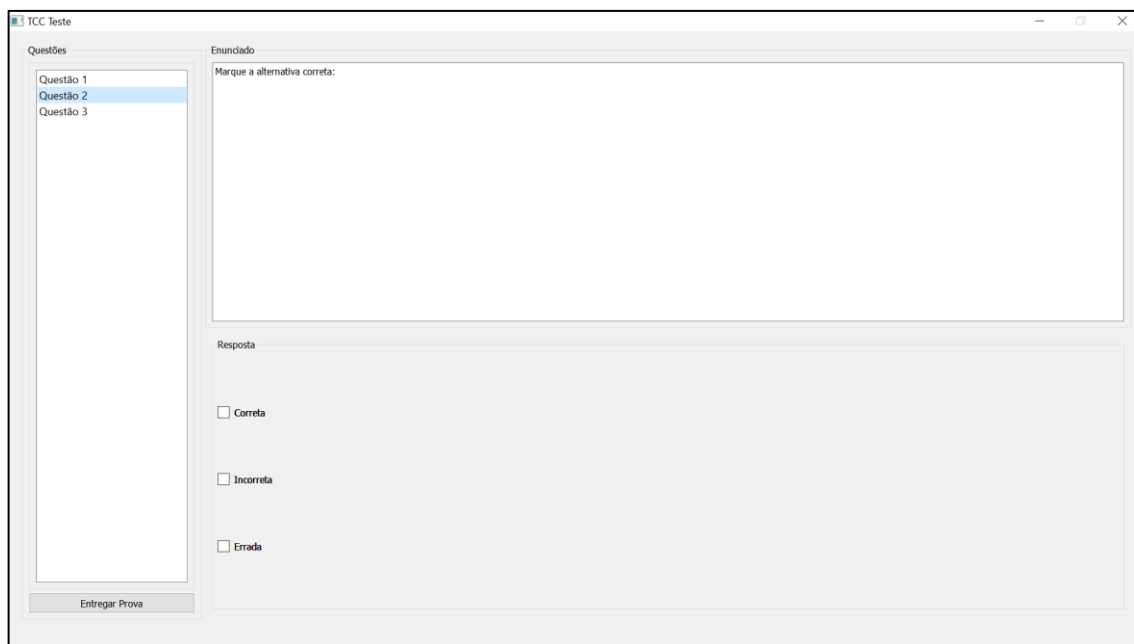 TCC Teste
Questões
Questão 1
Questão 2
Questão 3
Entregar Prova
Enunciado
Marque a alternativa correta:
Resposta
Correta
Incorreta
Errada